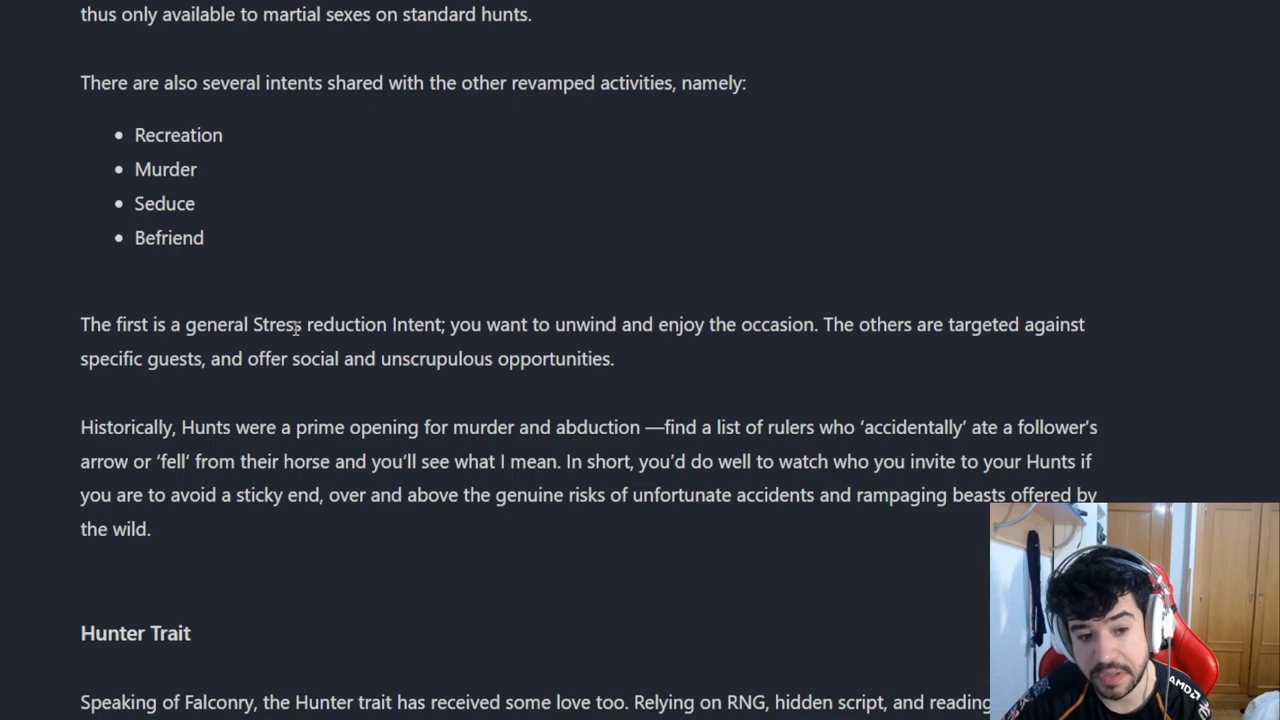 thus only available to martial sexes on standard hunts.
There are also several intents shared with the other revamped activities, namely:
• Recreation
• Murder
• Seduce
• Befriend
The first is a general Stress reduction Intent; you want to unwind and enjoy the occasion. The others are targeted against
specific guests, and offer social and unscrupulous opportunities.
Historically, Hunts were a prime opening for murder and abduction —find a list of rulers who ‘accidentally’ ate a follower’s
arrow or ‘fell’ from their horse and you’ll see what I mean. In short, you’d do well to watch who you invite to your Hunts if
you are to avoid a sticky end, over and above the genuine risks of unfortunate accidents and rampaging beasts offered by
the wild.
Hunter Trait
Speaking of Falconry, the Hunter trait has received some love too. Relying on RNG, hidden script, and reading
AMD